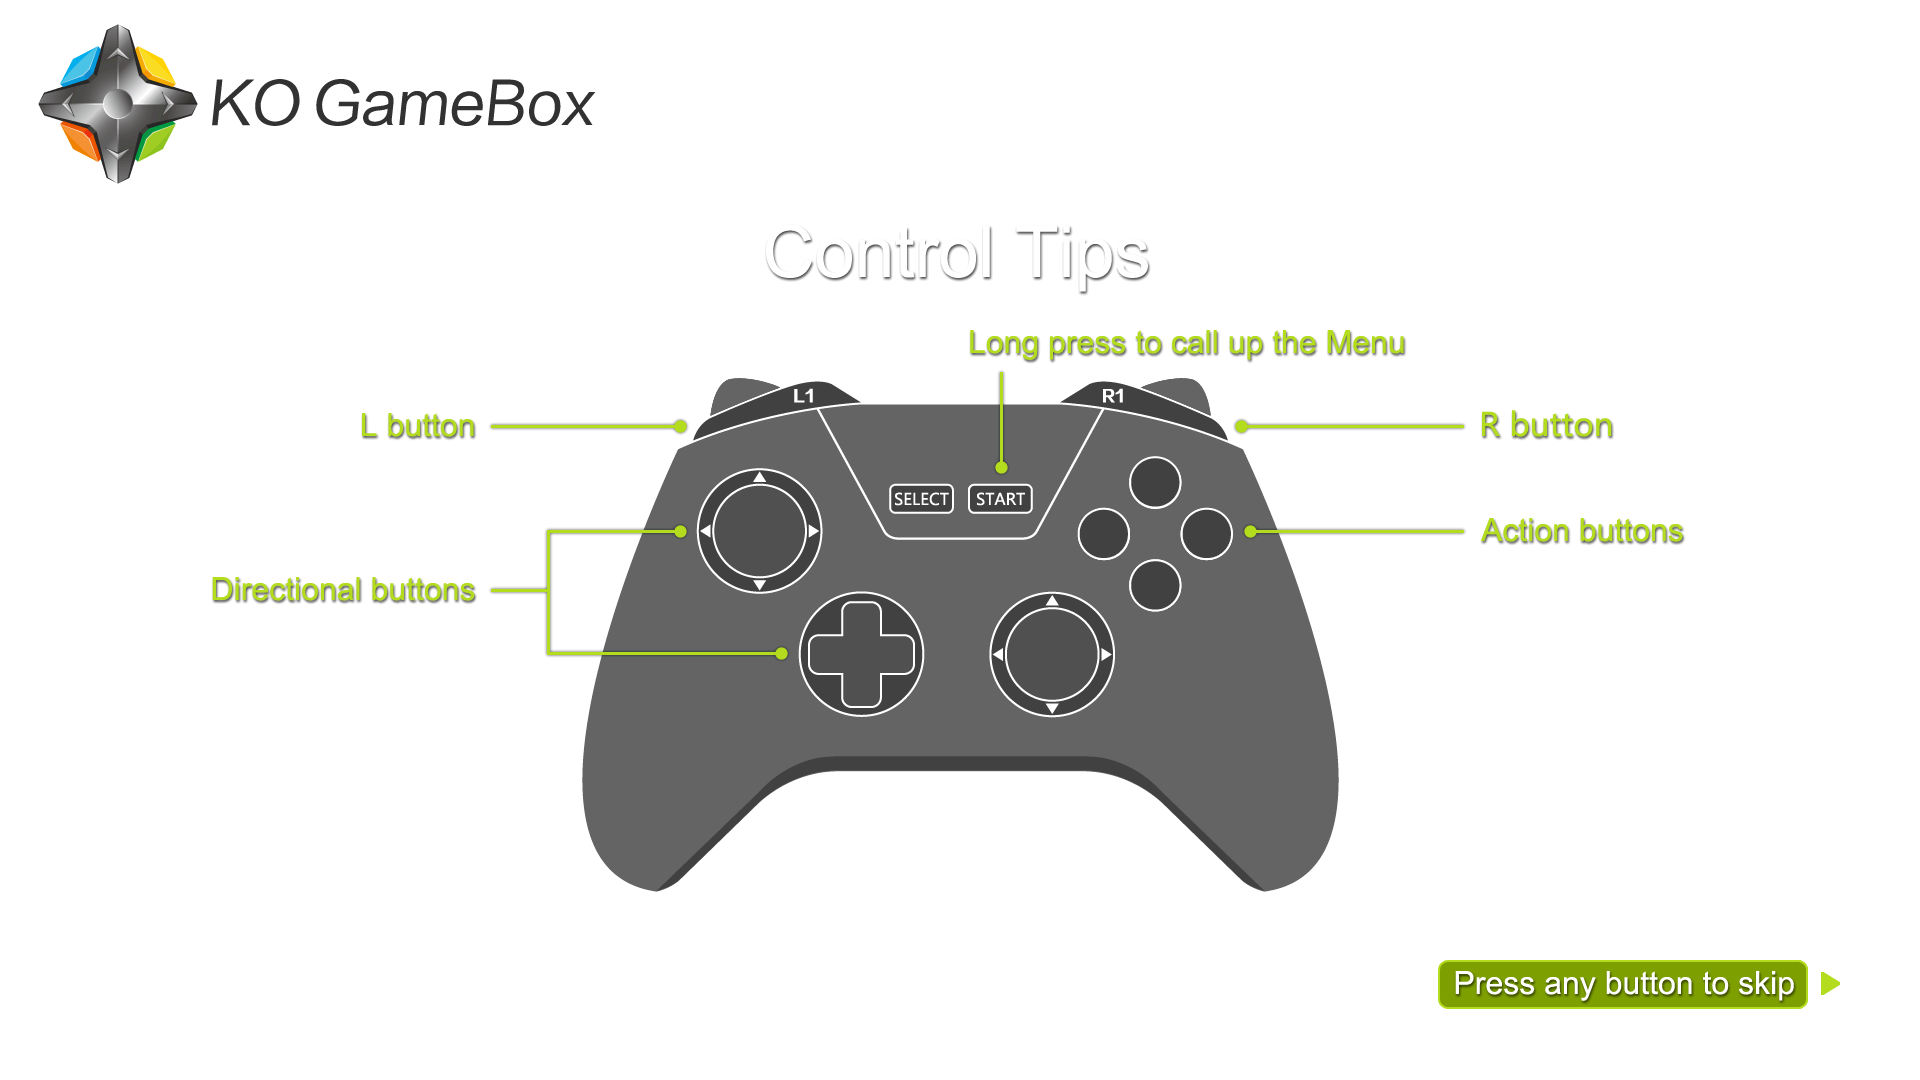 KO GameBox
Control Tips
Long press to call up the Menu
L1
R1
L button
R button
SELECT
START
Action buttons
Directional buttons
Press any button to skip